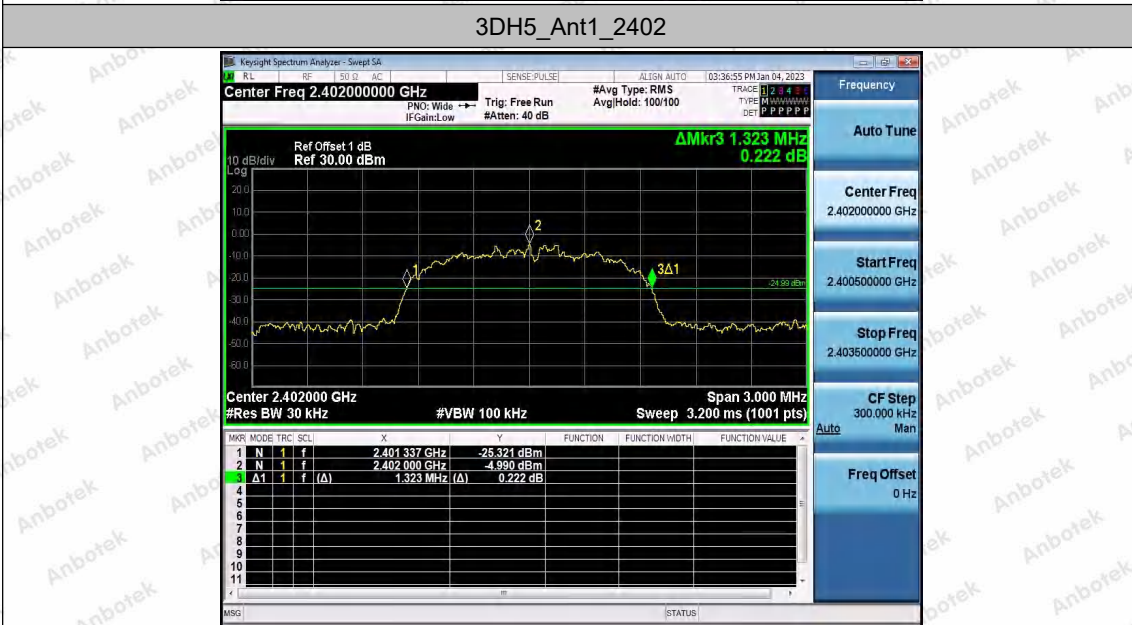 3DH5_Ant1_2402
Keysight Spectrum Analyzer - Swept SA
RL RF 50 Ω AC SENSE:PULSE ALIGN AUTO 03:36:55 PM Jan 04, 2023
Center Freq 2.402000000 GHz
PNO: Wide
IFGain:Low
Trig: Free Run
#Atten: 40 dB
#Avg Type: RMS
Avg|Hold: 100/100
TRACE 1 2 3 4 5 6
TYPE M W W W W W
DET P P P P P P
Ref Offset 1 dB
10 dB/div Ref 30.00 dBm
Log
ΔMkr3 1.323 MHz
0.222 dB
20.0
10.0
0.00
-10.0
-20.0
-30.0
-40.0
-50.0
-60.0
1
2
3Δ1
-24.99 dBm
Center 2.402000 GHz Span 3.000 MHz
#Res BW 30 kHz #VBW 100 kHz Sweep 3.200 ms (1001 pts)
MKR MODE TRC SCL X Y FUNCTION FUNCTION WIDTH FUNCTION VALUE
1 N 1 f 2.401 337 GHz -25.321 dBm
2 N 1 f 2.402 000 GHz -4.990 dBm
3 Δ1 1 f (Δ) 1.323 MHz (Δ) 0.222 dB
4
5
6
7
8
9
10
11
MSG STATUS
Frequency
Auto Tune
Center Freq
2.402000000 GHz
Start Freq
2.400500000 GHz
Stop Freq
2.403500000 GHz
CF Step
300.000 kHz
Auto Man
Freq Offset
0 Hz
Anbotek